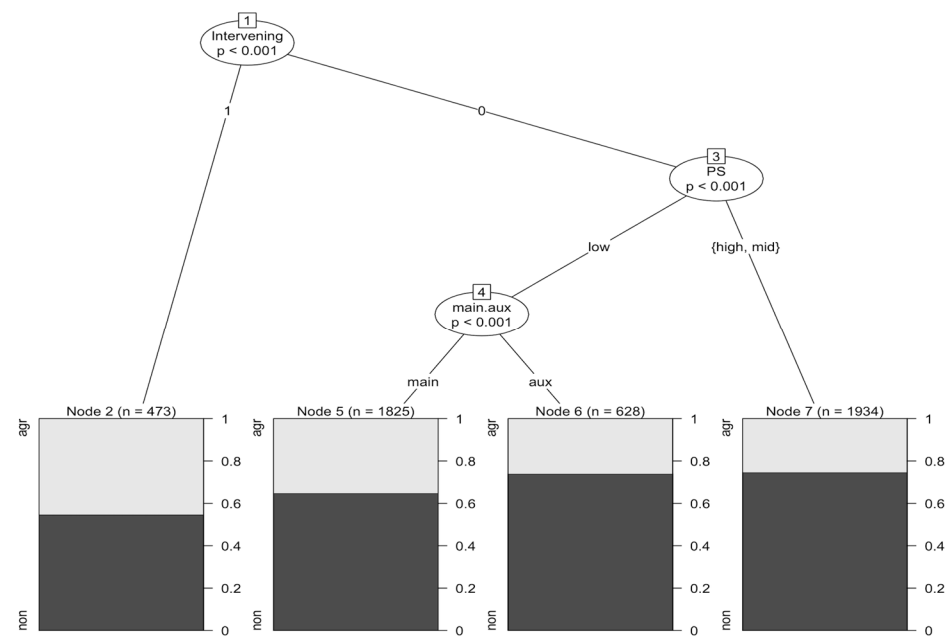 1
Intervening
p < 0.001
1
0
3
PS
p < 0.001
low
{high, mid}
4
main.aux
p < 0.001
main
aux
Node 2 (n = 473)
agr
non
1
0.8
0.6
0.4
0.2
0
Node 5 (n = 1825)
agr
non
1
0.8
0.6
0.4
0.2
0
Node 6 (n = 628)
agr
non
1
0.8
0.6
0.4
0.2
0
Node 7 (n = 1934)
agr
non
1
0.8
0.6
0.4
0.2
0